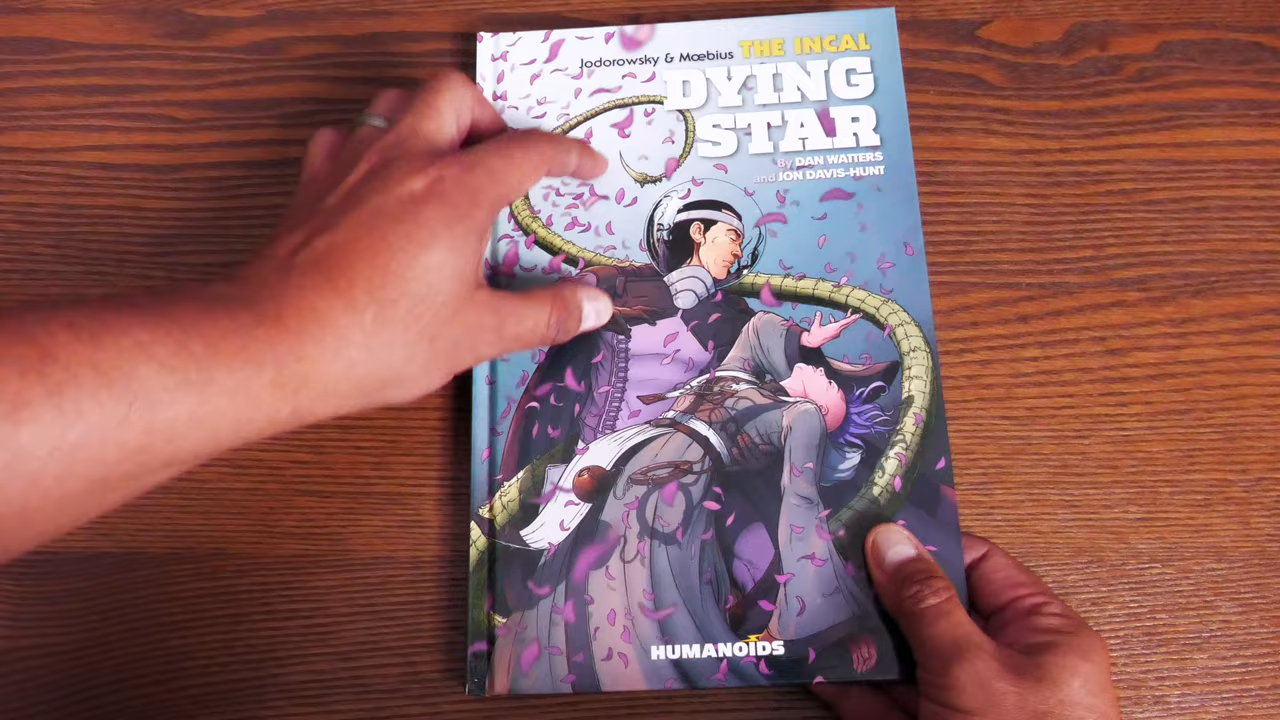 Jodorowsky & Mœbius THE INCAL
DYING
STAR
By DAN WATTERS
and JON DAVIS-HUNT
HUMANOIDS